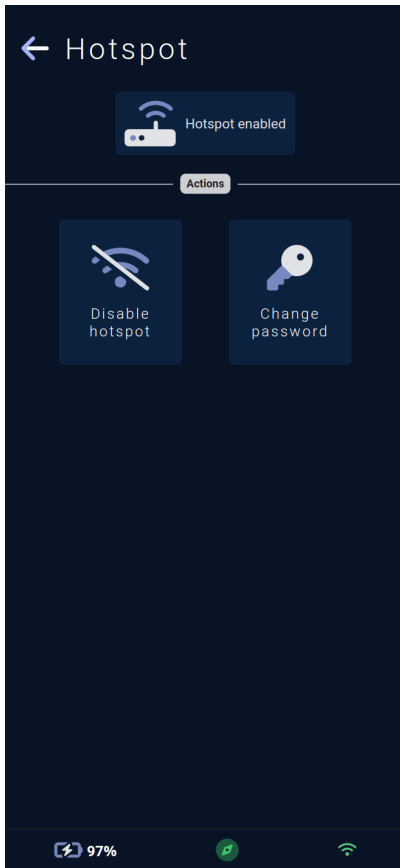 Hotspot
Hotspot enabled
Actions
Disable
hotspot
Change
password
97%